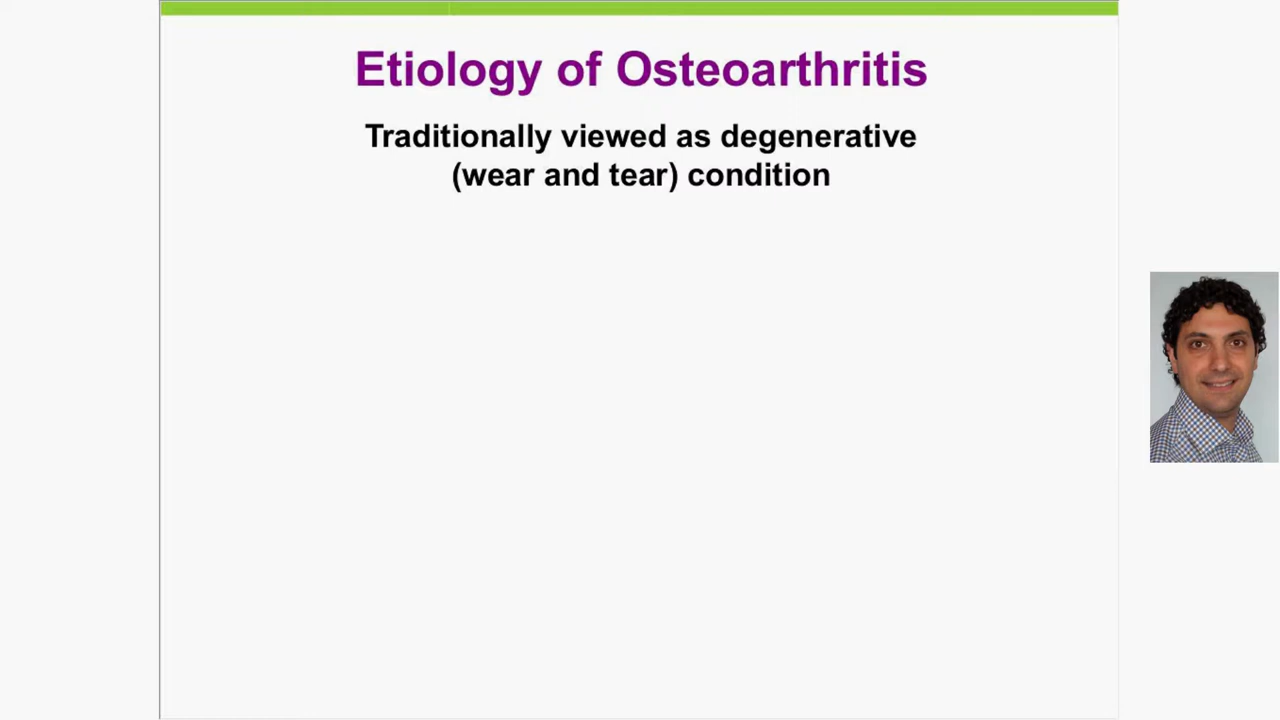 Etiology of Osteoarthritis
Traditionally viewed as degenerative
(wear and tear) condition